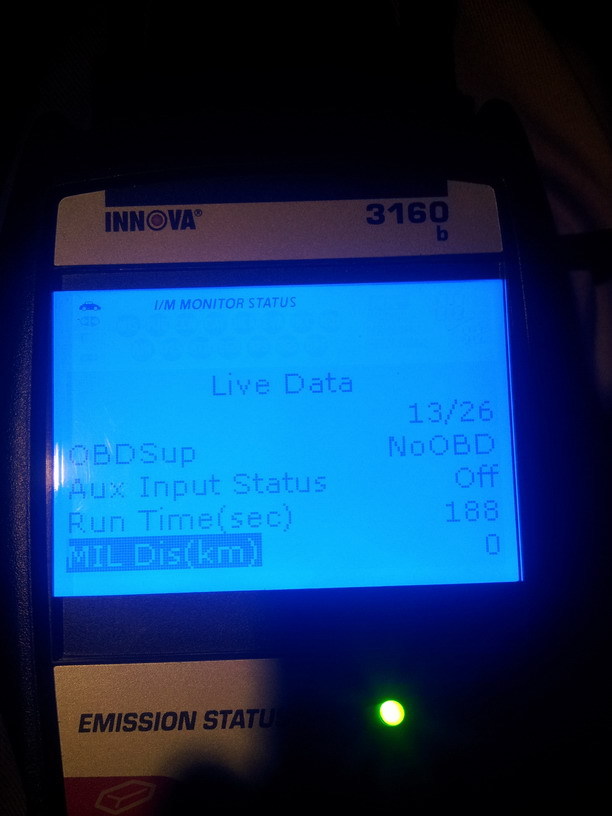 INNOVA®
3160
b
I/M MONITOR STATUS
Live Data
13/26
OBDSup NoOBD
Aux Input Status Off
Run Time(sec) 188
MIL Dis(km) 0
EMISSION STATU